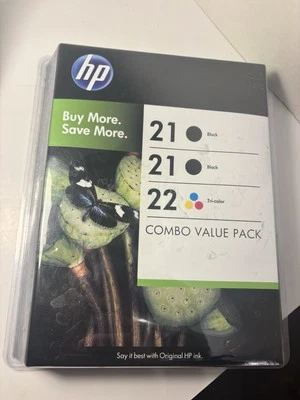 hp
Buy More.
Save More.
21 Black
21 Black
22 Tri-color
COMBO VALUE PACK
Say it best with Original HP ink.